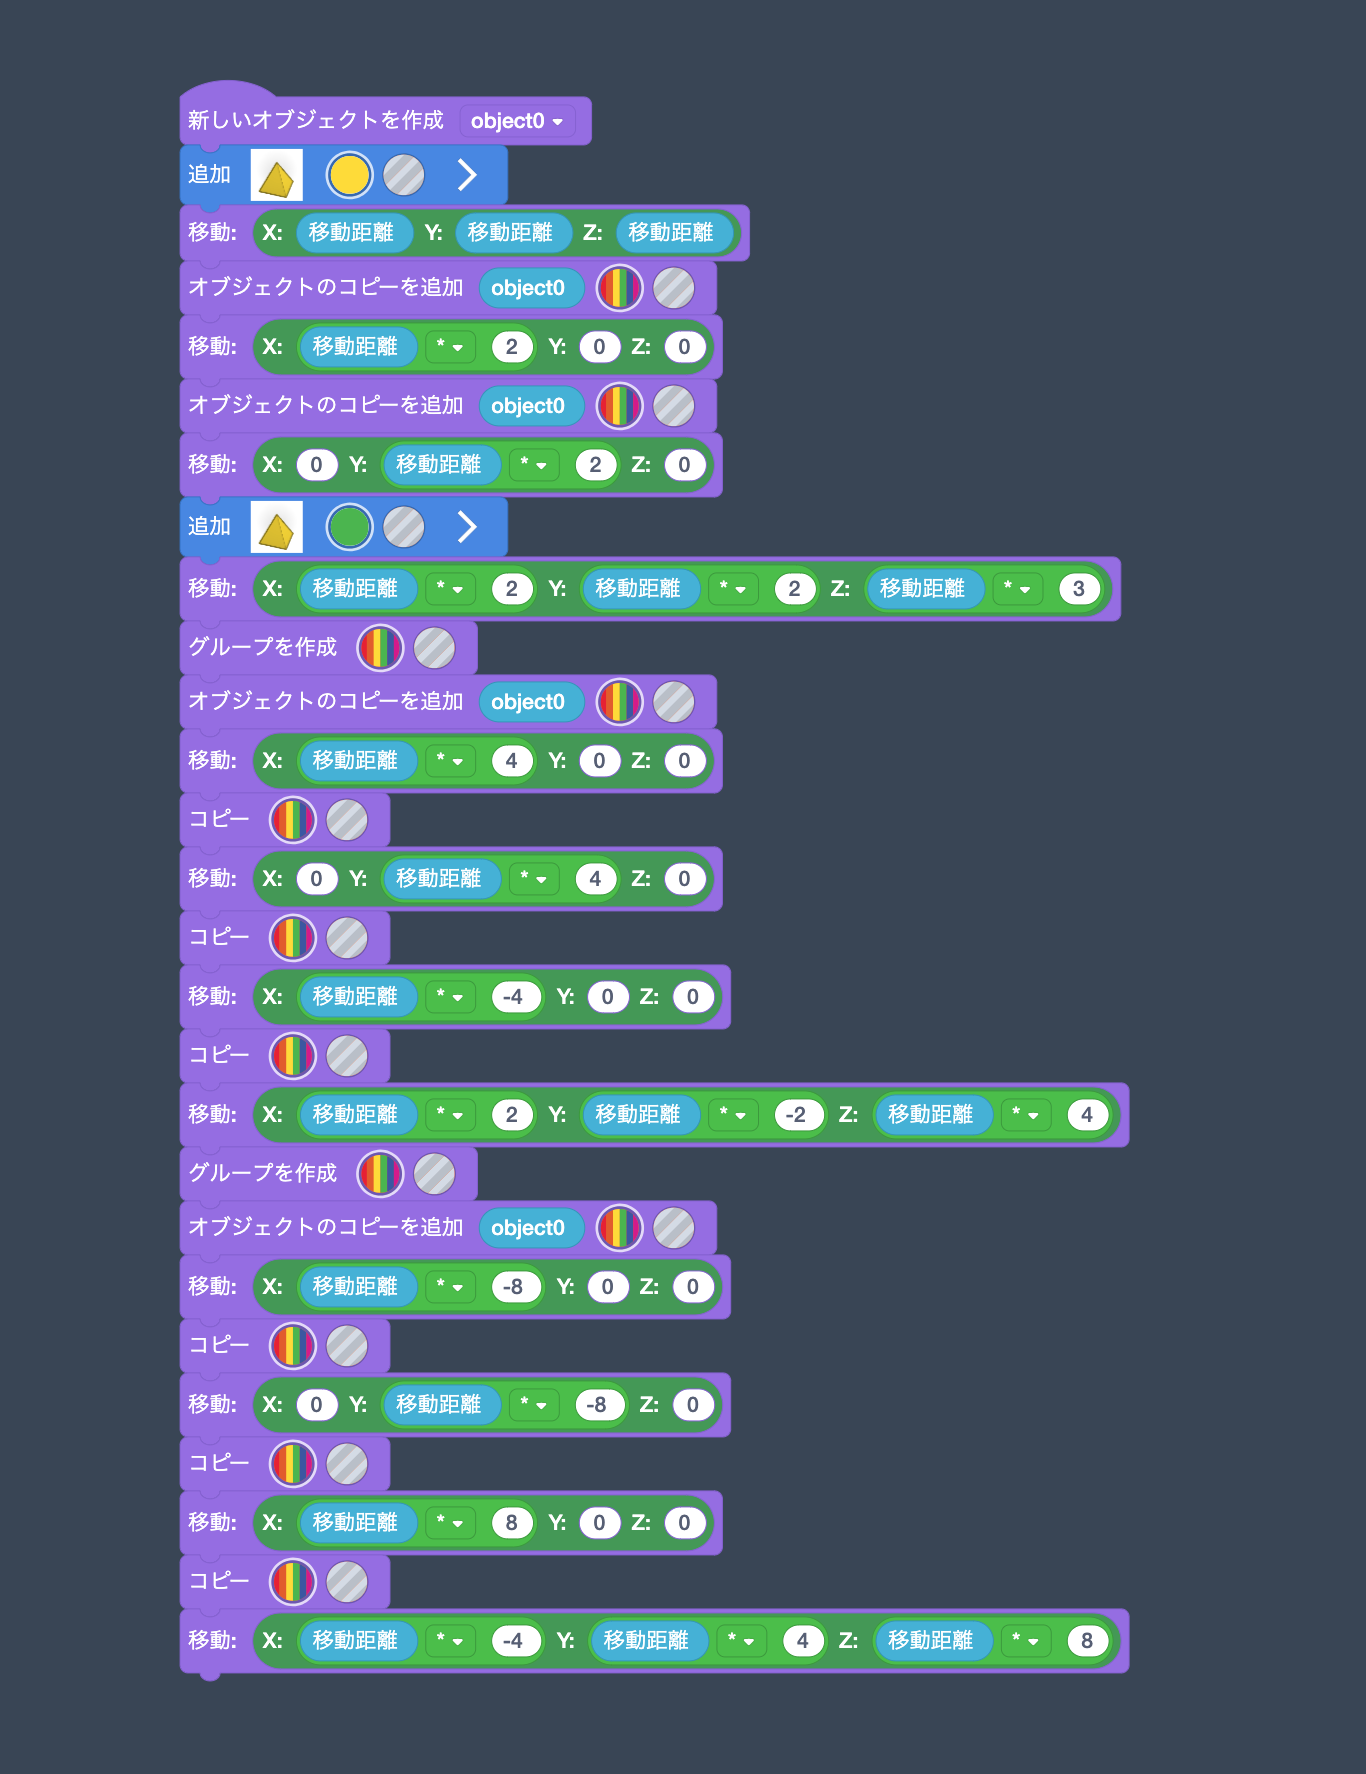 新しいオブジェクトを作成 object0
追加
移動: X: 移動距離 Y: 移動距離 Z: 移動距離
オブジェクトのコピーを追加 object0
移動: X: 移動距離 * 2 Y: 0 Z: 0
オブジェクトのコピーを追加 object0
移動: X: 0 Y: 移動距離 * 2 Z: 0
追加
移動: X: 移動距離 * 2 Y: 移動距離 * 2 Z: 移動距離 * 3
グループを作成
オブジェクトのコピーを追加 object0
移動: X: 移動距離 * 4 Y: 0 Z: 0
コピー
移動: X: 0 Y: 移動距離 * 4 Z: 0
コピー
移動: X: 移動距離 * -4 Y: 0 Z: 0
コピー
移動: X: 移動距離 * 2 Y: 移動距離 * -2 Z: 移動距離 * 4
グループを作成
オブジェクトのコピーを追加 object0
移動: X: 移動距離 * -8 Y: 0 Z: 0
コピー
移動: X: 0 Y: 移動距離 * -8 Z: 0
コピー
移動: X: 移動距離 * 8 Y: 0 Z: 0
コピー
移動: X: 移動距離 * -4 Y: 移動距離 * 4 Z: 移動距離 * 8